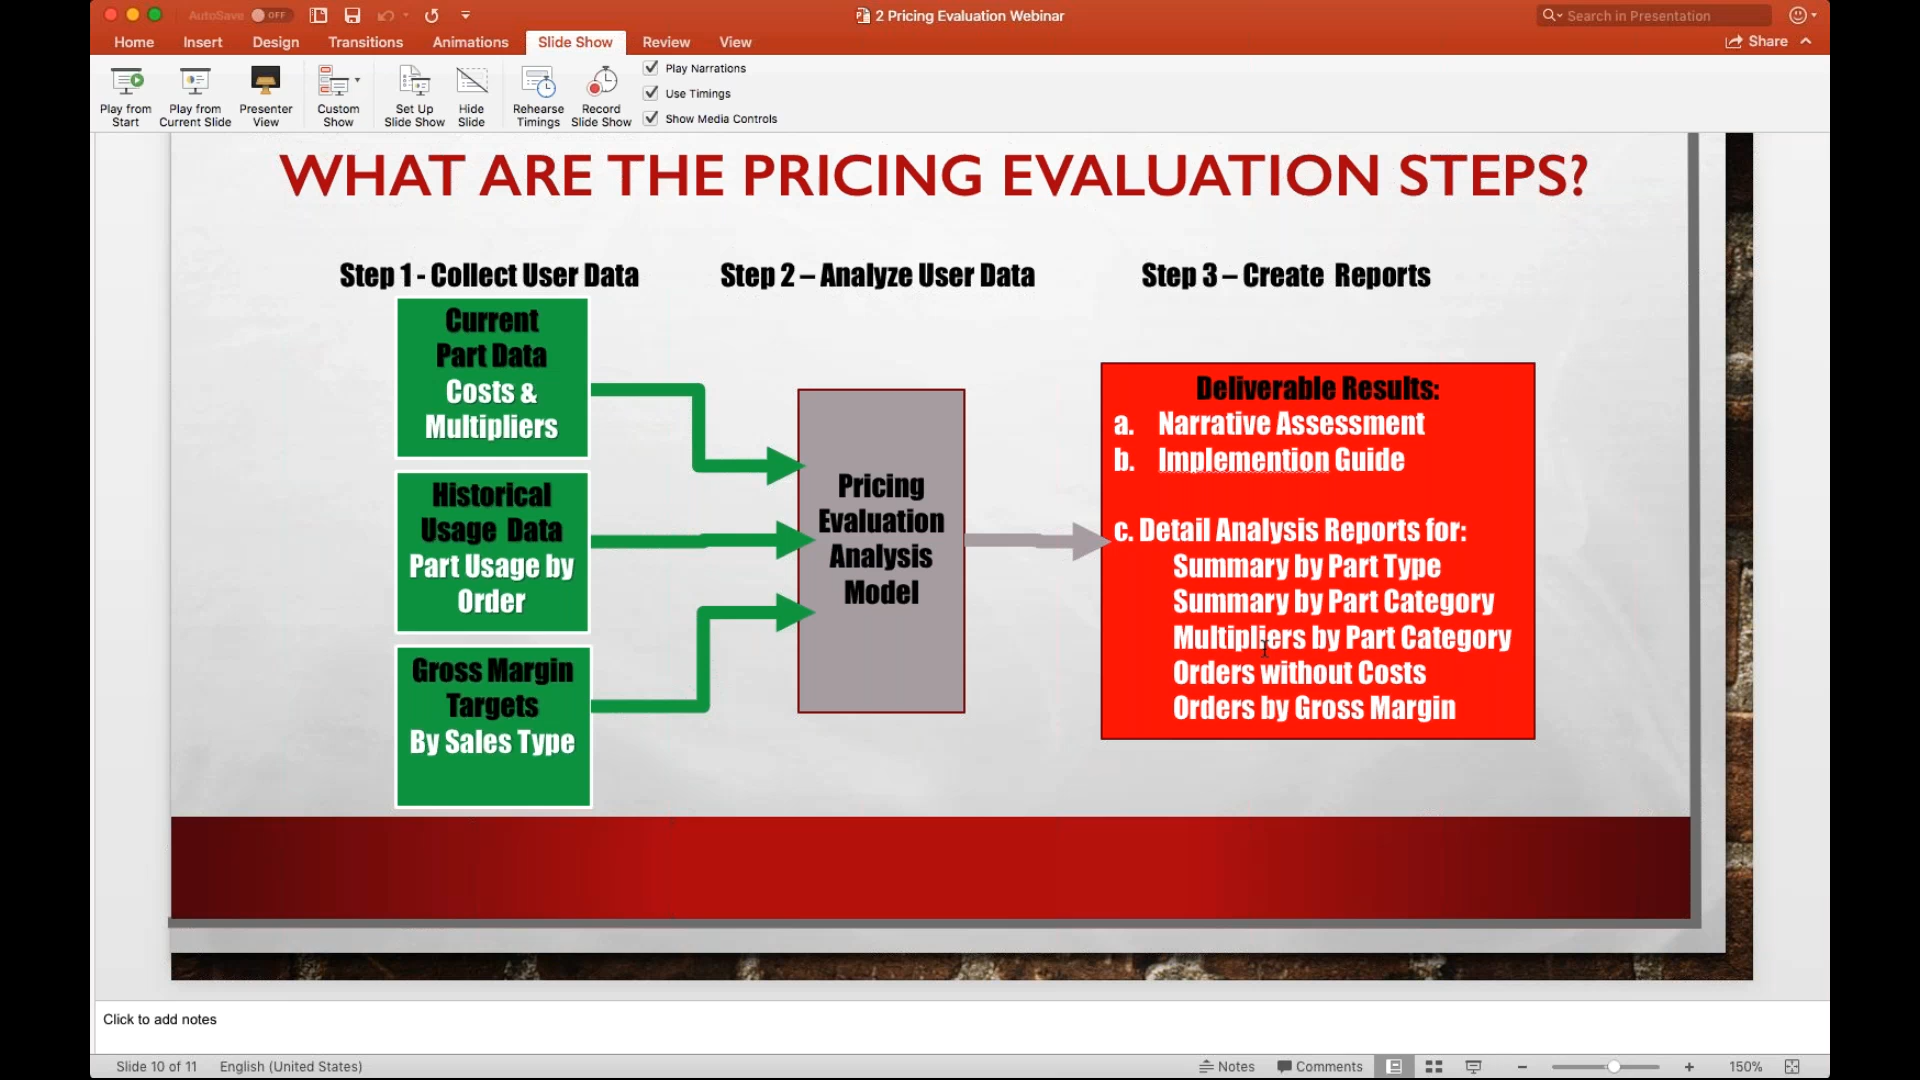 AutoSave OFF
2 Pricing Evaluation Webinar
Search in Presentation
Home Insert Design Transitions Animations Slide Show Review View
Share
Play from Start
Play from Current Slide
Presenter View
Custom Show
Set Up Slide Show
Hide Slide
Rehearse Timings
Record Slide Show
Play Narrations
Use Timings
Show Media Controls
WHAT ARE THE PRICING EVALUATION STEPS?
Step 1 - Collect User Data
Current
Part Data
Costs &
Multipliers
Historical
Usage Data
Part Usage by
Order
Gross Margin
Targets
By Sales Type
Step 2 – Analyze User Data
Pricing
Evaluation
Analysis
Model
Step 3 – Create Reports
Deliverable Results:
a. Narrative Assessment
b. Implemention Guide
c. Detail Analysis Reports for:
Summary by Part Type
Summary by Part Category
Multipliers by Part Category
Orders without Costs
Orders by Gross Margin
Click to add notes
Slide 10 of 11 English (United States)
Notes Comments 150%